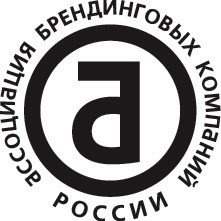 ассоциация БРЕНДИНГОВЫХ КОМПАНИЙ
РОССИИ
а